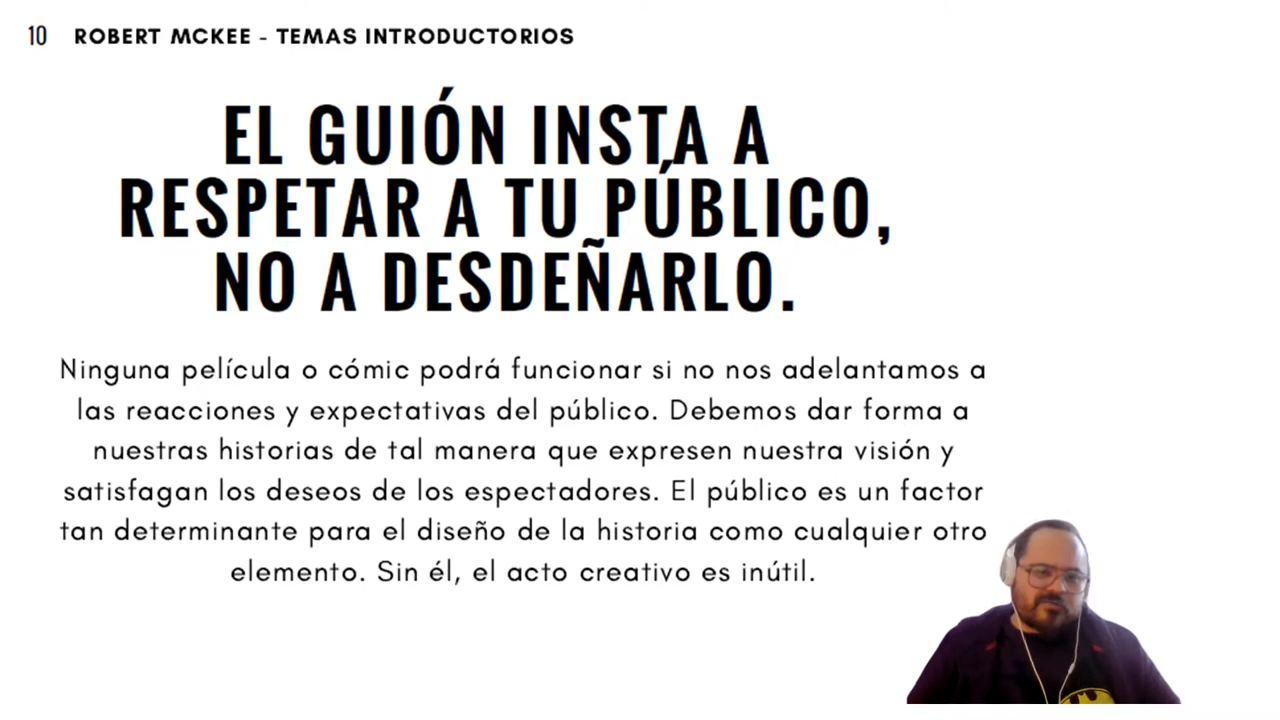 10 ROBERT MCKEE - TEMAS INTRODUCTORIOS
EL GUIÓN INSTA A
RESPETAR A TU PÚBLICO,
NO A DESDEÑARLO.
Ninguna película o cómic podrá funcionar si no nos adelantamos a
las reacciones y expectativas del público. Debemos dar forma a
nuestras historias de tal manera que expresen nuestra visión y
satisfagan los deseos de los espectadores. El público es un factor
tan determinante para el diseño de la historia como cualquier otro
elemento. Sin él, el acto creativo es inútil.